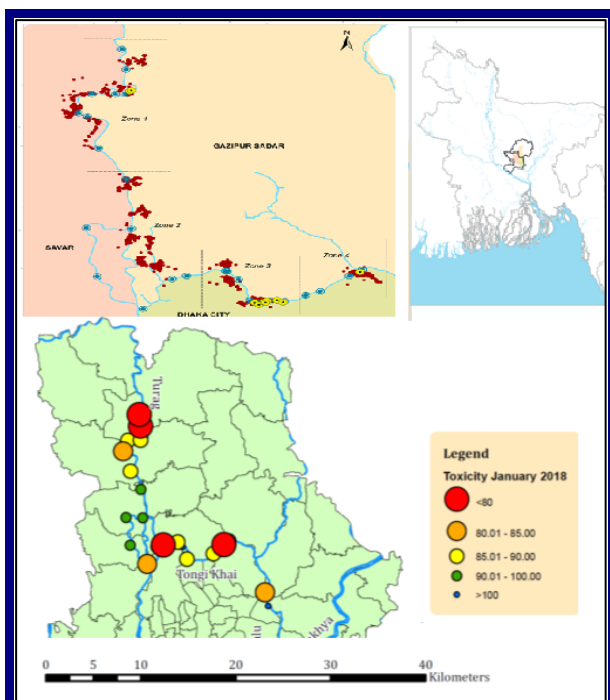 N
Zone 1
GAZIPUR SADAR
SAVAR
Zone 2
Zone 3
Zone 4
DHAKA CITY
Turag
Tongi Khai
Legend
Toxicity January 2018
<80
80.01 - 85.00
85.01 - 90.00
90.01 - 100.00
>100
0 5 10 20 30 40
Kilometers